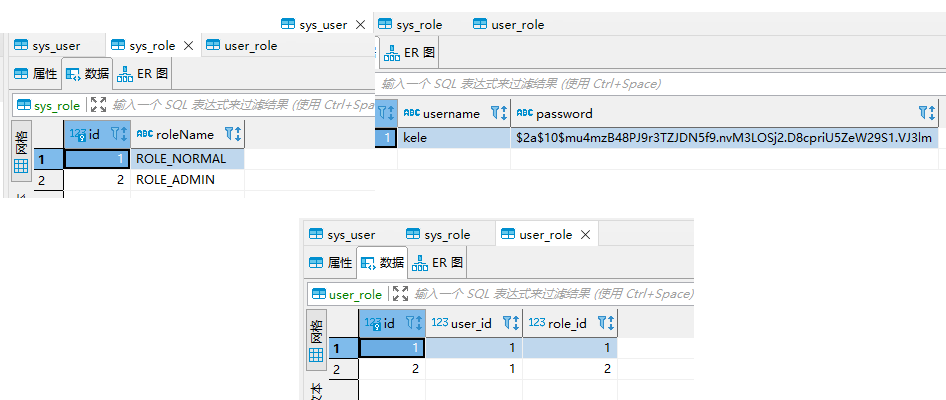 sys_user sys_role user_role
sys_user sys_role user_role
属性 数据 ER 图
ER 图
sys_role 输入一个 SQL 表达式来过滤结果 (使用 Ctrl+Spa
输入一个 SQL 表达式来过滤结果 (使用 Ctrl+Space)
网格
123 id ABC roleName
1 1 ROLE_NORMAL
2 2 ROLE_ADMIN
ABC username ABC password
1 kele $2a$10$mu4mzB48PJ9r3TZJDN5f9.nvM3LOSj2.D8cpriU5ZeW29S1.VJ3lm
sys_user sys_role user_role
属性 数据 ER 图
user_role 输入一个 SQL 表达式来过滤结果 (使用 Ctrl+Space)
网格
123 id 123 user_id 123 role_id
1 1 1 1
2 2 1 2
文本